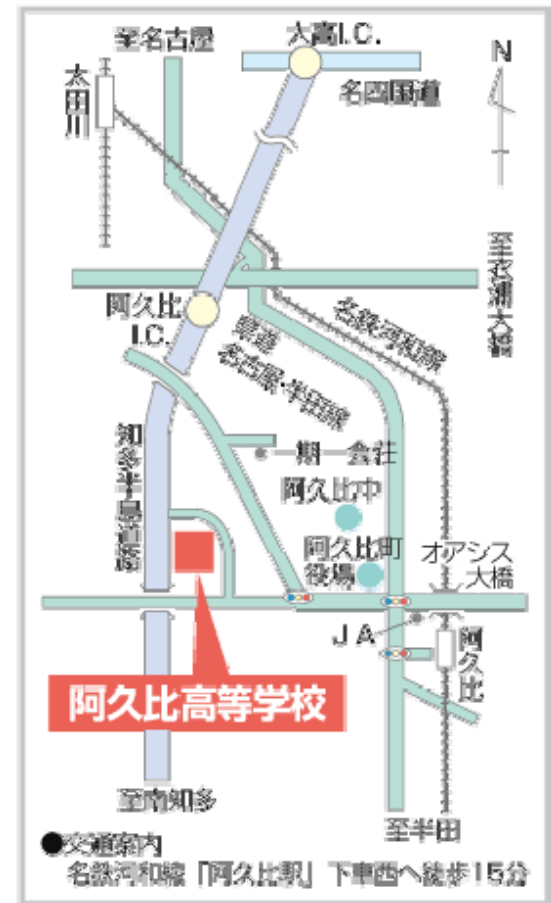 至名古屋
大高I.C.
名四国道
N
太田川
至衣浦大橋
阿久比
I.C.
県道
名古屋・半田線
名鉄河和線
知多半島道路
一期一会荘
阿久比中
阿久比町
役場
オアシス
大橋
JA
阿久比
阿久比高等学校
至南知多
至半田
●交通案内
名鉄河和線「阿久比駅」下車西へ徒歩15分